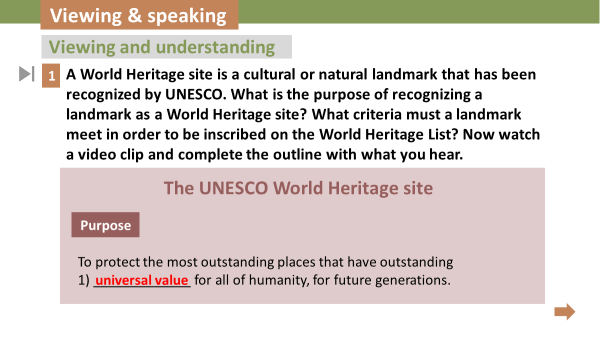 Viewing & speaking
Viewing and understanding
1 A World Heritage site is a cultural or natural landmark that has been
recognized by UNESCO. What is the purpose of recognizing a
landmark as a World Heritage site? What criteria must a landmark
meet in order to be inscribed on the World Heritage List? Now watch
a video clip and complete the outline with what you hear.
The UNESCO World Heritage site
Purpose
To protect the most outstanding places that have outstanding
1) universal value for all of humanity, for future generations.